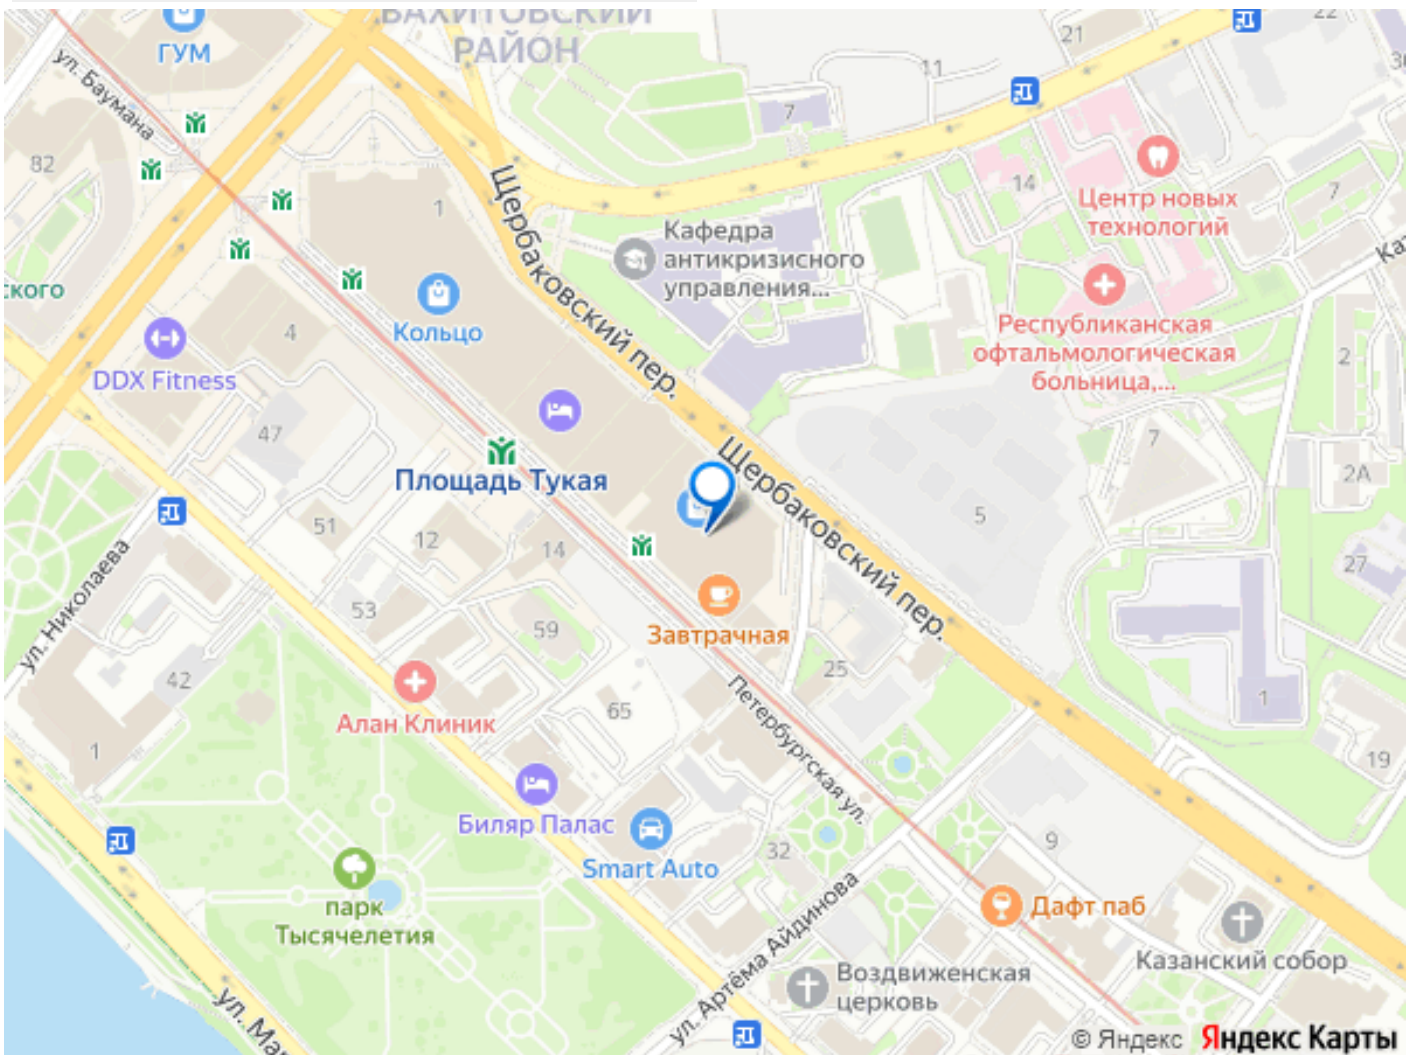 ВАХИТОВСКИЙ
РАЙОН
ГУМ
ул. Баумана
82
21
22
11
7
14
Центр новых
технологий
7
1
Щербаковский пер.
Кафедра
антикризисного
управления...
ского
Кольцо
4
DDX Fitness
Республиканская
офтальмологическая
больница,...
2
47
7
2А
Площадь Тукая
Щербаковский пер.
5
51
12
14
27
ул. Николаева
53
59
Завтрачная
25
42
Алан Клиник
65
Петербургская ул.
1
1
19
Биляр Палас
Smart Auto
32
9
парк
Тысячелетия
ул. Артёма Айдинова
Дафт паб
Казанский собор
Воздвиженская
церковь
© Яндекс Яндекс Карты